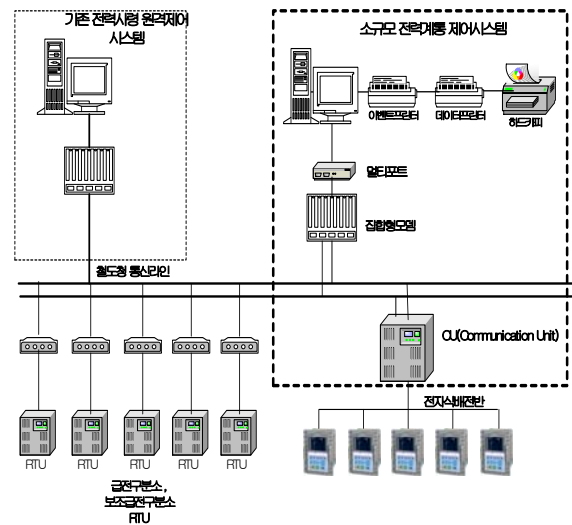 기존 전력사령 원격제어
시스템
소규모 전력계통 제어시스템
이벤트프린터
데이터프린터
하드카피
멀티포트
집합형모뎀
철도청 통신라인
CU(Communication Unit)
전자식배전반
RTU
RTU
RTU
RTU
RTU
급전구분소,
보조급전구분소
RTU